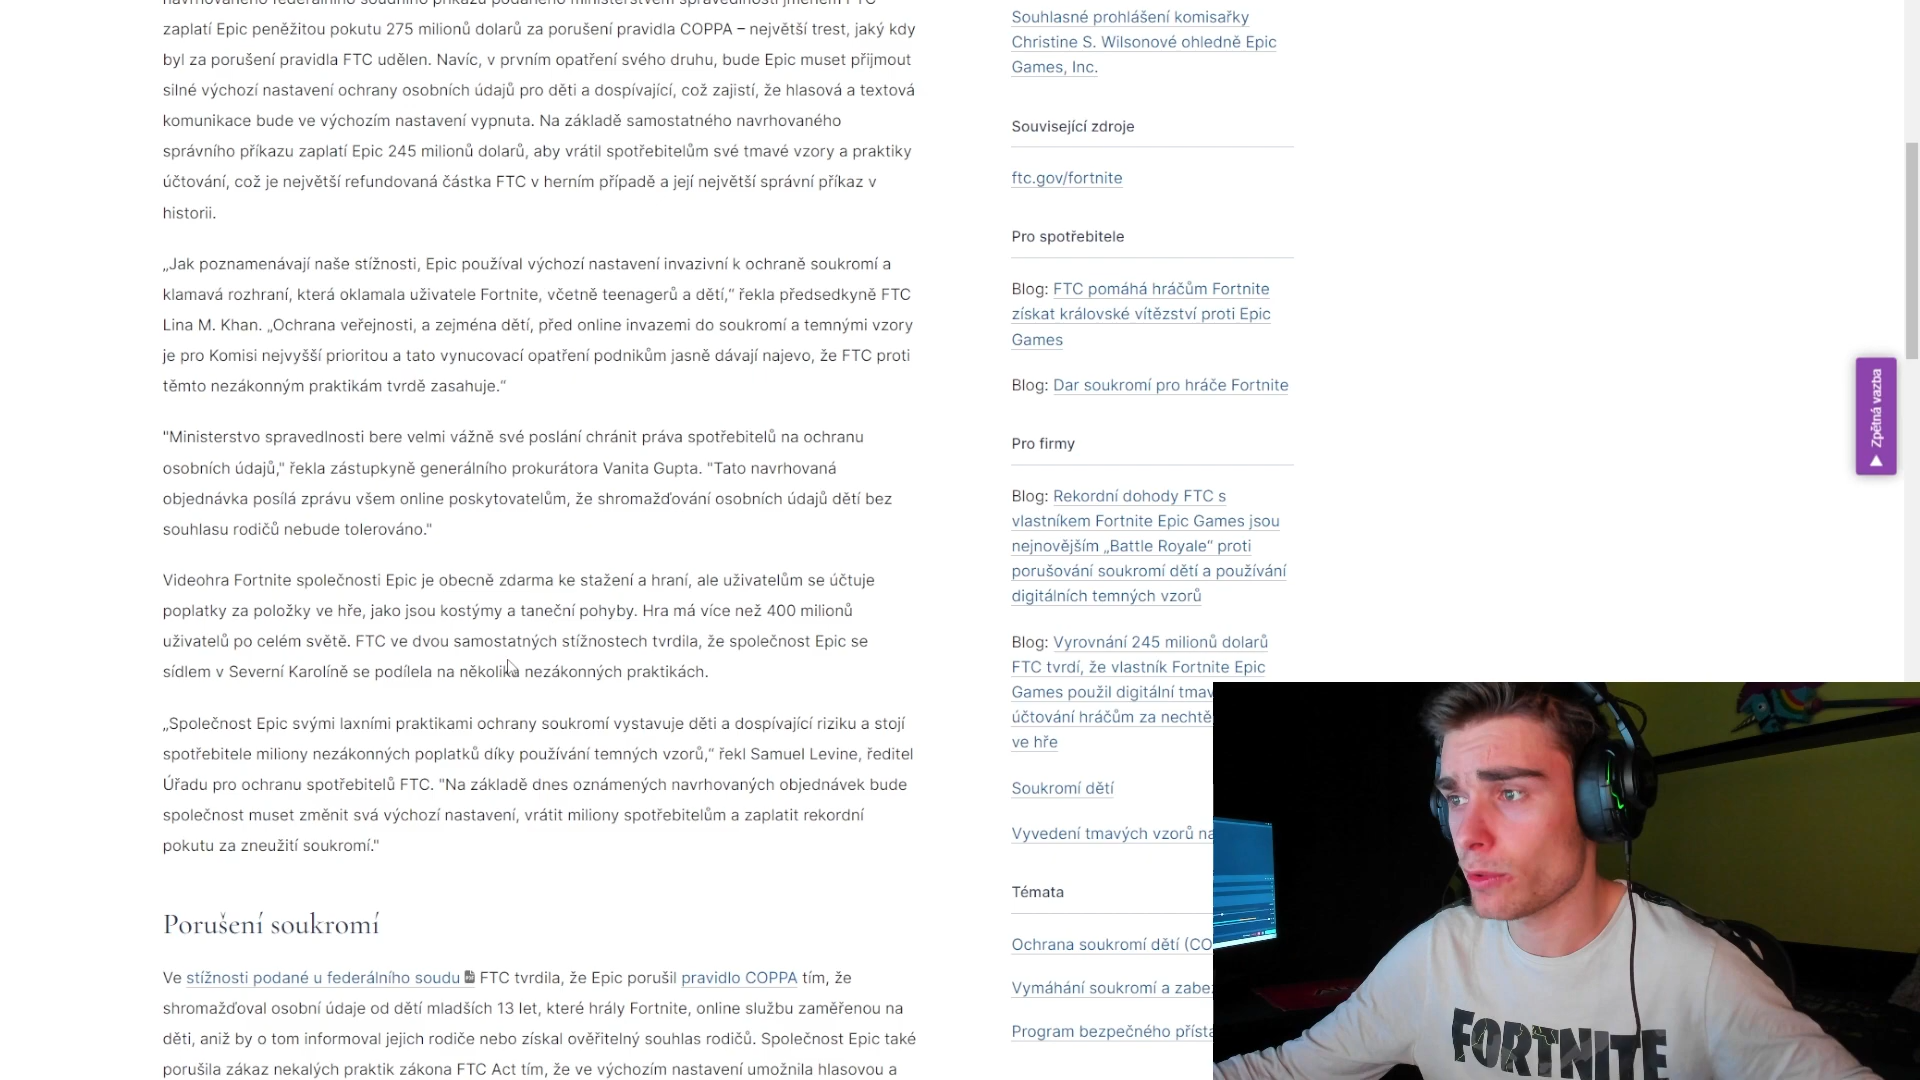 zaplatí Epic peněžitou pokutu 275 milionů dolarů za porušení pravidla COPPA – největší trest, jaký kdy
byl za porušení pravidla FTC udělen. Navíc, v prvním opatření svého druhu, bude Epic muset přijmout
silné výchozí nastavení ochrany osobních údajů pro děti a dospívající, což zajistí, že hlasová a textová
komunikace bude ve výchozím nastavení vypnuta. Na základě samostatného navrhovaného
správního příkazu zaplatí Epic 245 milionů dolarů, aby vrátil spotřebitelům své tmavé vzory a praktiky
účtování, což je největší refundovaná částka FTC v herním případě a její největší správní příkaz v
historii.
„Jak poznamenávají naše stížnosti, Epic používal výchozí nastavení invazivní k ochraně soukromí a
klamavá rozhraní, která oklamala uživatele Fortnite, včetně teenagerů a dětí,“ řekla předsedkyně FTC
Lina M. Khan. „Ochrana veřejnosti, a zejména dětí, před online invazemi do soukromí a temnými vzory
je pro Komisi nejvyšší prioritou a tato vynucovací opatření podnikům jasně dávají najevo, že FTC proti
těmto nezákonným praktikám tvrdě zasahuje.“
"Ministerstvo spravedlnosti bere velmi vážně své poslání chránit práva spotřebitelů na ochranu
osobních údajů," řekla zástupkyně generálního prokurátora Vanita Gupta. "Tato navrhovaná
objednávka posílá zprávu všem online poskytovatelům, že shromažďování osobních údajů dětí bez
souhlasu rodičů nebude tolerováno."
Videohra Fortnite společnosti Epic je obecně zdarma ke stažení a hraní, ale uživatelům se účtuje
poplatky za položky ve hře, jako jsou kostýmy a taneční pohyby. Hra má více než 400 milionů
uživatelů po celém světě. FTC ve dvou samostatných stížnostech tvrdila, že společnost Epic se
sídlem v Severní Karolíně se podílela na několika nezákonných praktikách.
„Společnost Epic svými laxními praktikami ochrany soukromí vystavuje děti a dospívající riziku a stojí
spotřebitele miliony nezákonných poplatků díky používání temných vzorů,“ řekl Samuel Levine, ředitel
Úřadu pro ochranu spotřebitelů FTC. "Na základě dnes oznámených navrhovaných objednávek bude
společnost muset změnit svá výchozí nastavení, vrátit miliony spotřebitelům a zaplatit rekordní
pokutu za zneužití soukromí."
Porušení soukromí
Ve stížnosti podané u federálního soudu FTC tvrdila, že Epic porušil pravidlo COPPA tím, že
shromažďoval osobní údaje od dětí mladších 13 let, které hrály Fortnite, online službu zaměřenou na
děti, aniž by o tom informoval jejich rodiče nebo získal ověřitelný souhlas rodičů. Společnost Epic také
porušila zákaz nekalých praktik zákona FTC Act tím, že ve výchozím nastavení umožnila hlasovou a
Souhlasné prohlášení komisařky
Christine S. Wilsonové ohledně Epic
Games, Inc.
Související zdroje
ftc.gov/fortnite
Pro spotřebitele
Blog: FTC pomáhá hráčům Fortnite
získat královské vítězství proti Epic
Games
Blog: Dar soukromí pro hráče Fortnite
Pro firmy
Blog: Rekordní dohody FTC s
vlastníkem Fortnite Epic Games jsou
nejnovějším „Battle Royale“ proti
porušování soukromí dětí a používání
digitálních temných vzorů
Blog: Vyrovnání 245 milionů dolarů
FTC tvrdí, že vlastník Fortnite Epic
Games použil digitální tmav
účtování hráčům za nechtě
ve hře
Soukromí dětí
Vyvedení tmavých vzorů na
Témata
Ochrana soukromí dětí (CO
Vymáhání soukromí a zabe
Program bezpečného přísta
Zpětná vazba
FORTNITE